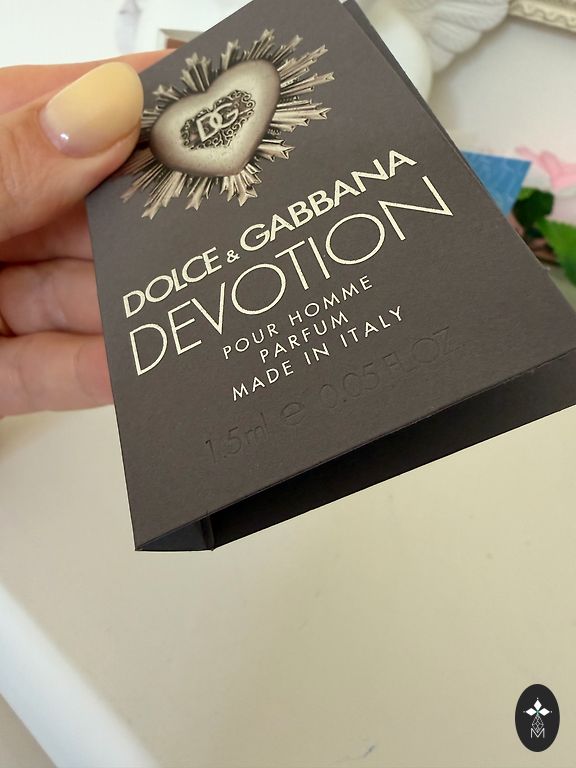 DG
DOLCE & GABBANA
DEVOTION
POUR HOMME
PARFUM
MADE IN ITALY
1.5ml e 0.05 FL.OZ.
M